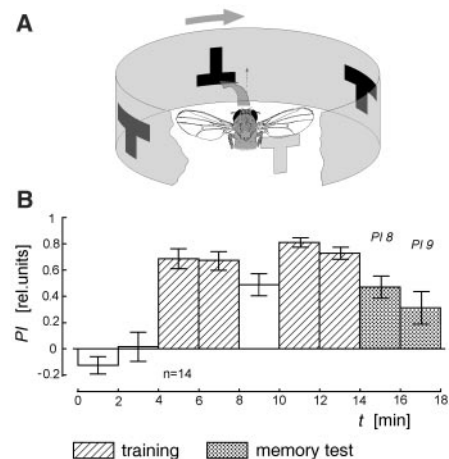 A
B
PI 8
PI 9
PI [rel.units]
1
0.8
0.6
0.4
0.2
0
-0.2
n=14
0 2 4 6 8 10 12 14 16 18
t [min]
training
memory test